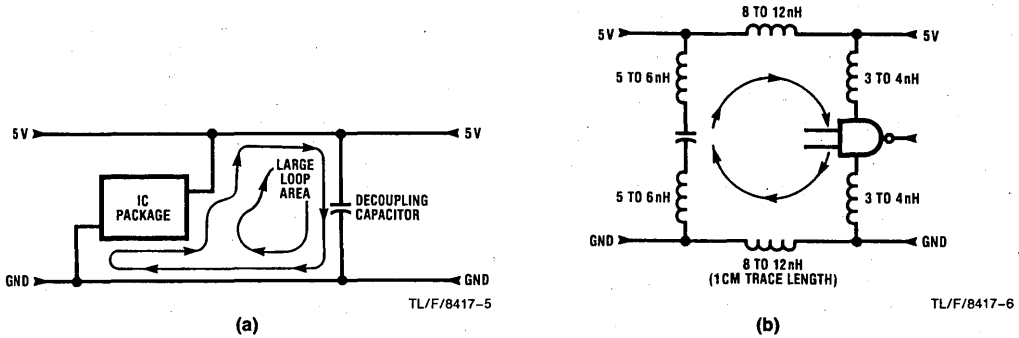 5V
5V
IC
PACKAGE
LARGE
LOOP
AREA
DECOUPLING
CAPACITOR
GND
GND
TL/F/8417–5
(a)
8 TO 12nH
5V
5V
5 TO 6nH
3 TO 4nH
5 TO 6nH
3 TO 4nH
GND
GND
8 TO 12nH
(1CM TRACE LENGTH)
TL/F/8417–6
(b)